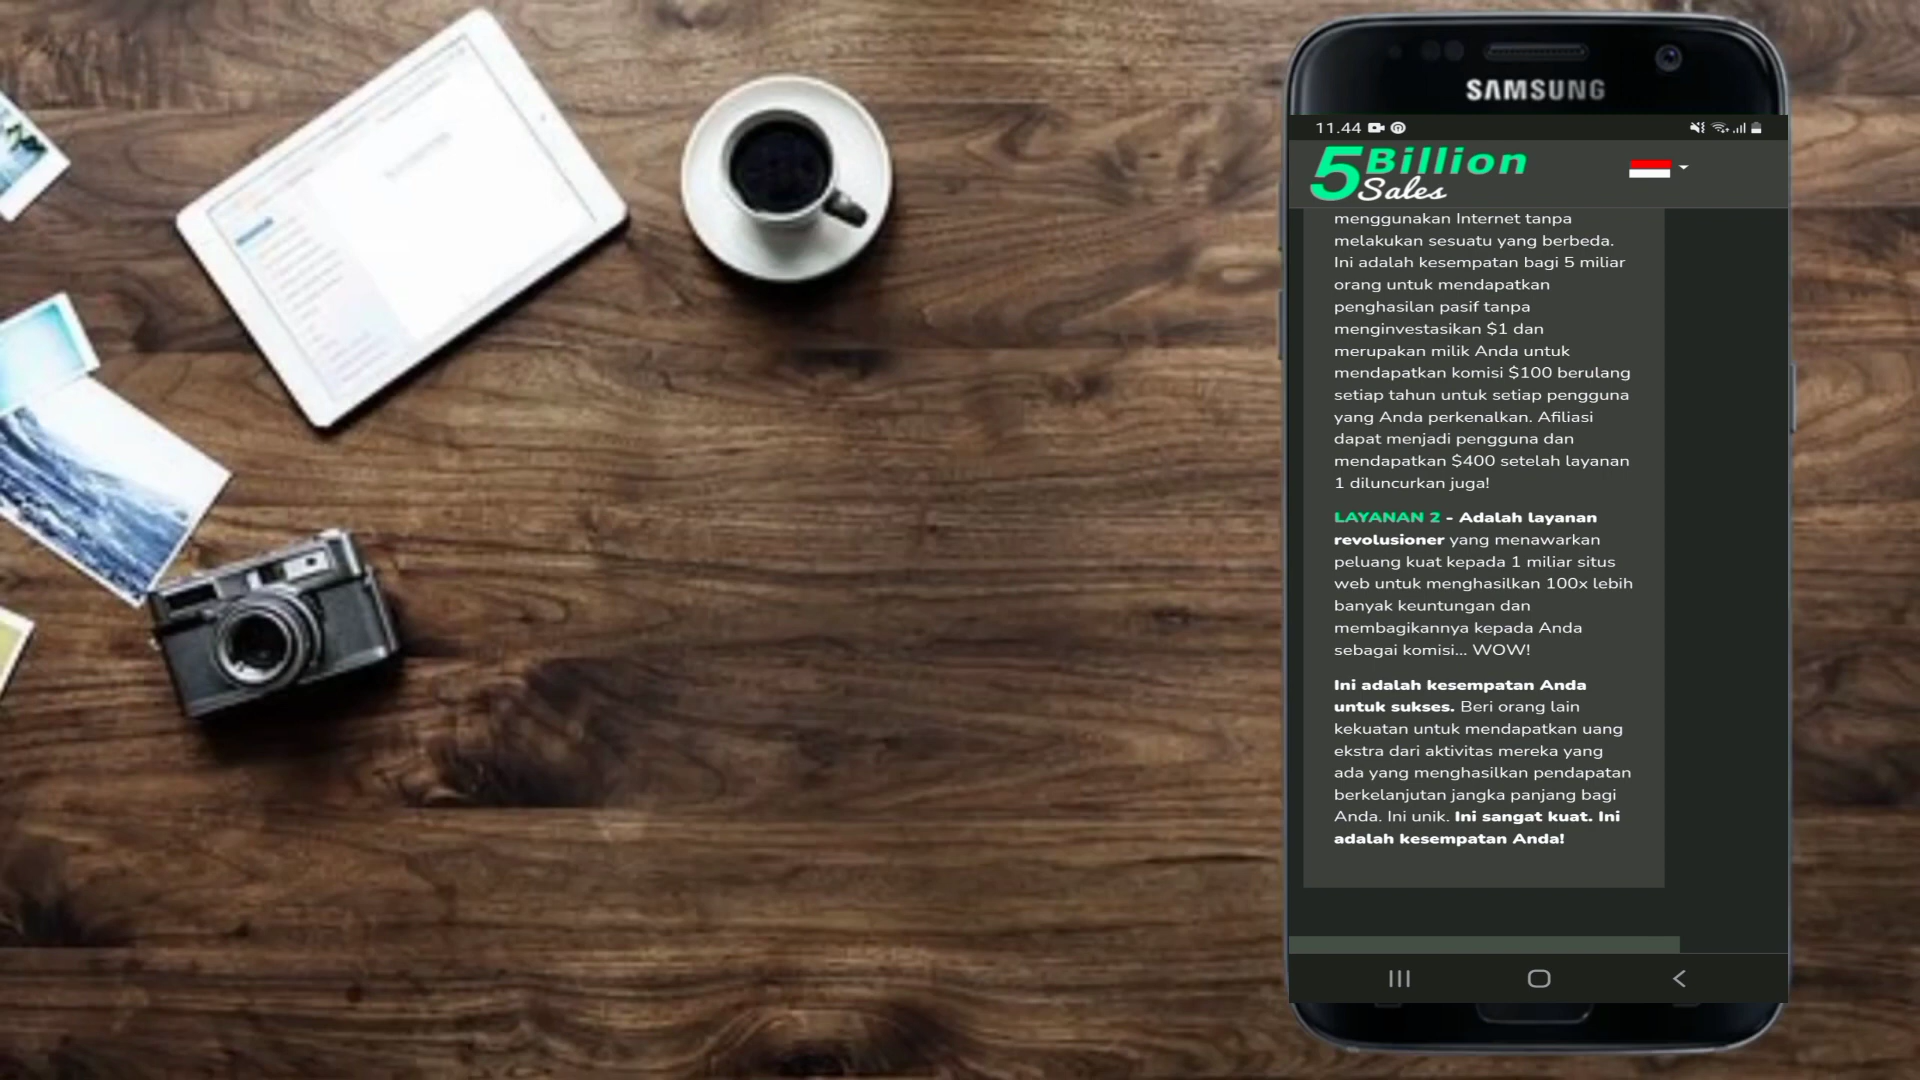 SAMSUNG
11.44
5 Billion
Sales
menggunakan Internet tanpa
melakukan sesuatu yang berbeda.
Ini adalah kesempatan bagi 5 miliar
orang untuk mendapatkan
penghasilan pasif tanpa
menginvestasikan $1 dan
merupakan milik Anda untuk
mendapatkan komisi $100 berulang
setiap tahun untuk setiap pengguna
yang Anda perkenalkan. Afiliasi
dapat menjadi pengguna dan
mendapatkan $400 setelah layanan
1 diluncurkan juga!
LAYANAN 2 - Adalah layanan
revolusioner yang menawarkan
peluang kuat kepada 1 miliar situs
web untuk menghasilkan 100x lebih
banyak keuntungan dan
membagikannya kepada Anda
sebagai komisi... WOW!
Ini adalah kesempatan Anda
untuk sukses. Beri orang lain
kekuatan untuk mendapatkan uang
ekstra dari aktivitas mereka yang
ada yang menghasilkan pendapatan
berkelanjutan jangka panjang bagi
Anda. Ini unik. Ini sangat kuat. Ini
adalah kesempatan Anda!